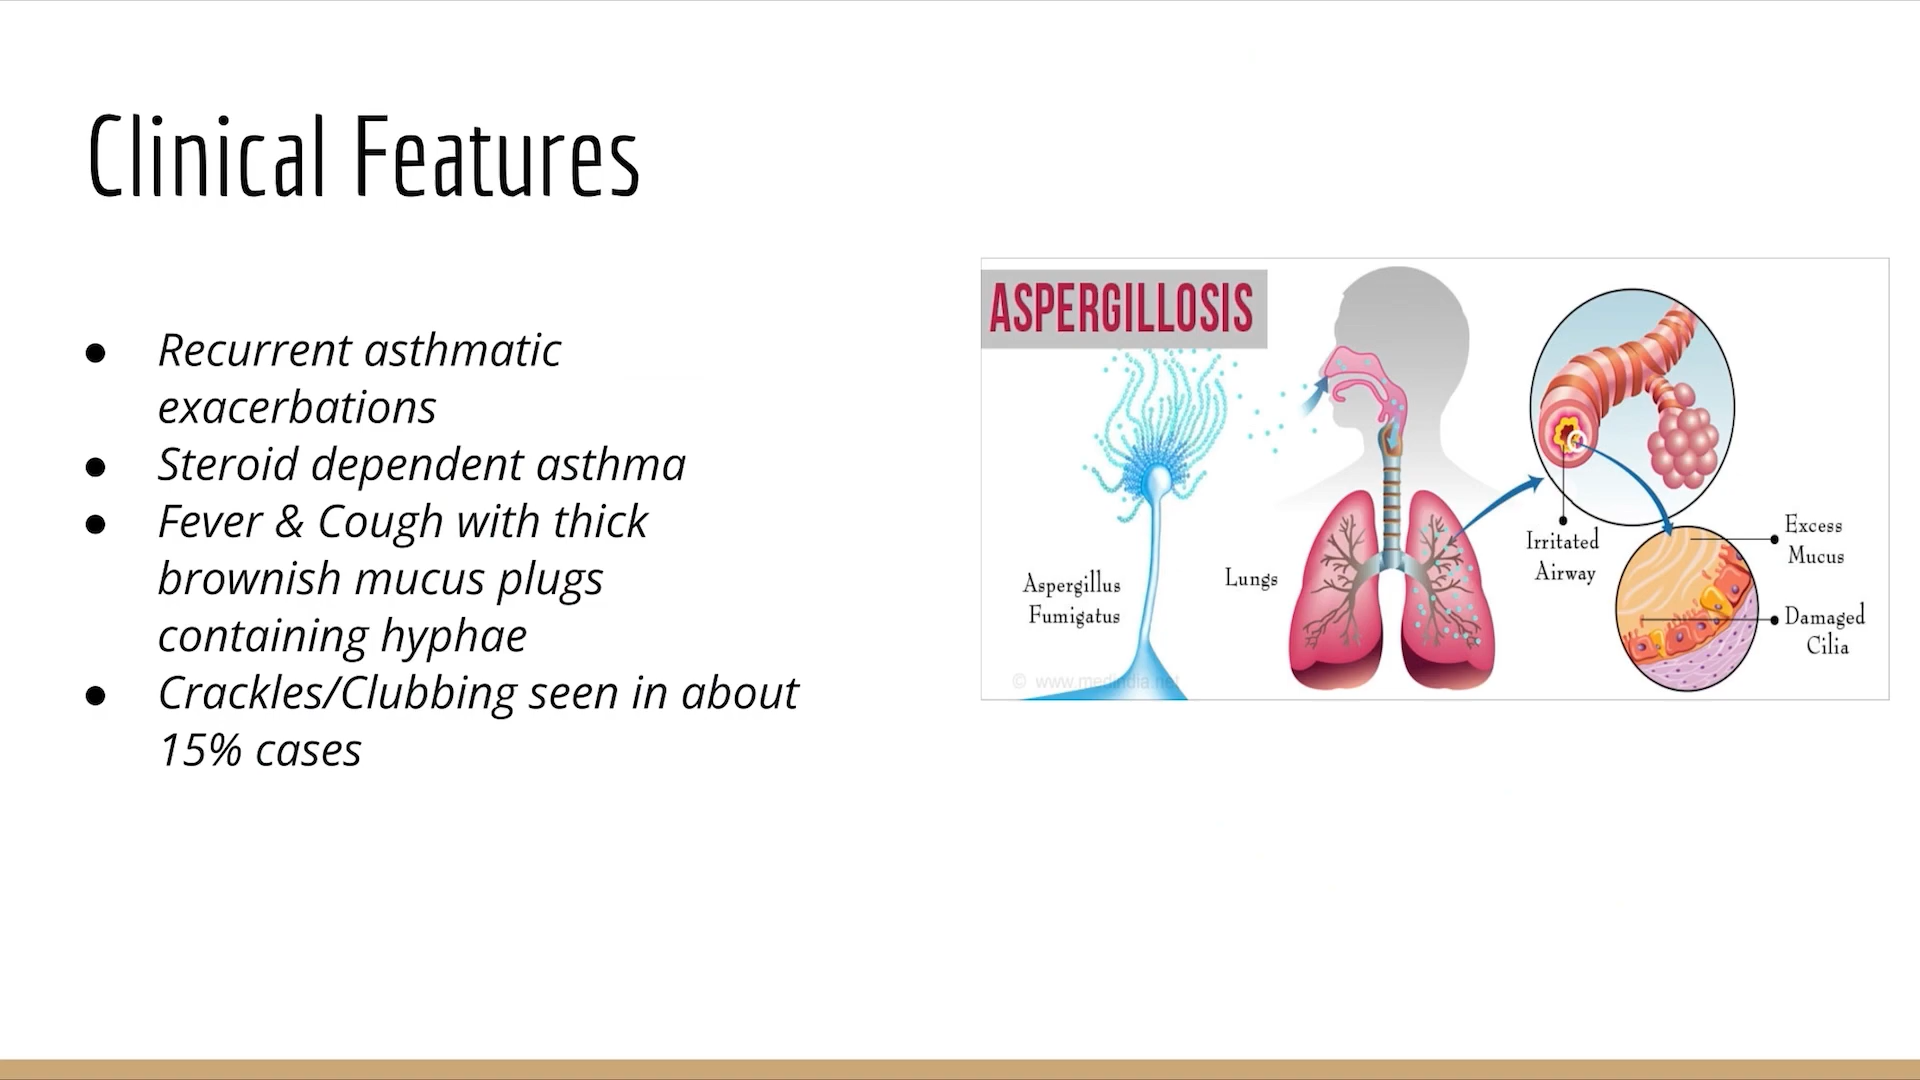 Clinical Features
● Recurrent asthmatic
exacerbations
● Steroid dependent asthma
● Fever & Cough with thick
brownish mucus plugs
containing hyphae
● Crackles/Clubbing seen in about
15% cases
ASPERGILLOSIS
Aspergillus
Fumigatus
Lungs
Irritated
Airway
Excess
Mucus
Damaged
Cilia
© www.medindia.net